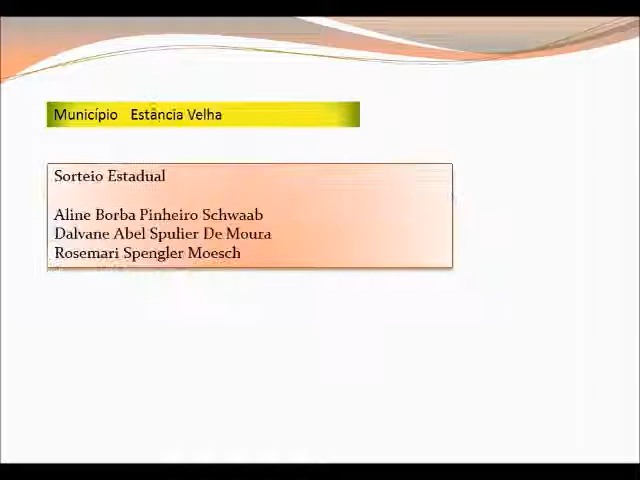 Município Estância Velha
Sorteio Estadual
Aline Borba Pinheiro Schwaab
Dalvane Abel Spulier De Moura
Rosemari Spengler Moesch